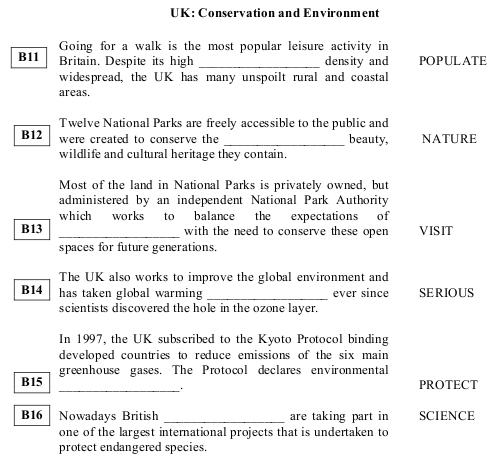 UK: Conservation and Environment
B11
Going for a walk is the most popular leisure activity in
Britain. Despite its high __________________ density and
widespread, the UK has many unspoilt rural and coastal
areas.
POPULATE
B12
Twelve National Parks are freely accessible to the public and
were created to conserve the __________________ beauty,
wildlife and cultural heritage they contain.
NATURE
B13
Most of the land in National Parks is privately owned, but
administered by an independent National Park Authority
which works to balance the expectations of
__________________ with the need to conserve these open
spaces for future generations.
VISIT
B14
The UK also works to improve the global environment and
has taken global warming __________________ ever since
scientists discovered the hole in the ozone layer.
SERIOUS
B15
In 1997, the UK subscribed to the Kyoto Protocol binding
developed countries to reduce emissions of the six main
greenhouse gases. The Protocol declares environmental
__________________.
PROTECT
B16
Nowadays British __________________ are taking part in
one of the largest international projects that is undertaken to
protect endangered species.
SCIENCE